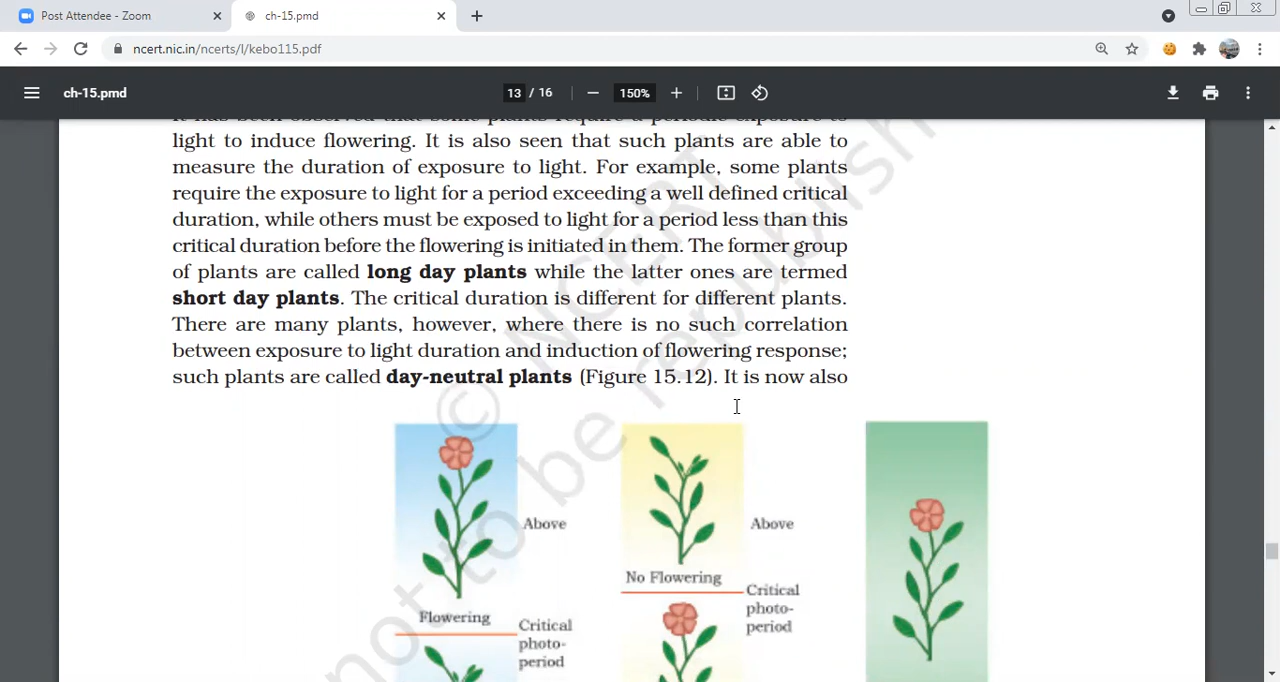 Post Attendee - Zoom
ch-15.pmd
ncert.nic.in/ncerts/l/kebo115.pdf
ch-15.pmd
13 / 16
150%
It has been observed that some plants require a periodic exposure to
light to induce flowering. It is also seen that such plants are able to
measure the duration of exposure to light. For example, some plants
require the exposure to light for a period exceeding a well defined critical
duration, while others must be exposed to light for a period less than this
critical duration before the flowering is initiated in them. The former group
of plants are called long day plants while the latter ones are termed
short day plants. The critical duration is different for different plants.
There are many plants, however, where there is no such correlation
between exposure to light duration and induction of flowering response;
such plants are called day-neutral plants (Figure 15.12). It is now also
© NCERT
not to be republish
Above
Above
No Flowering
Critical
photo-
period
Flowering
Critical
photo-
period